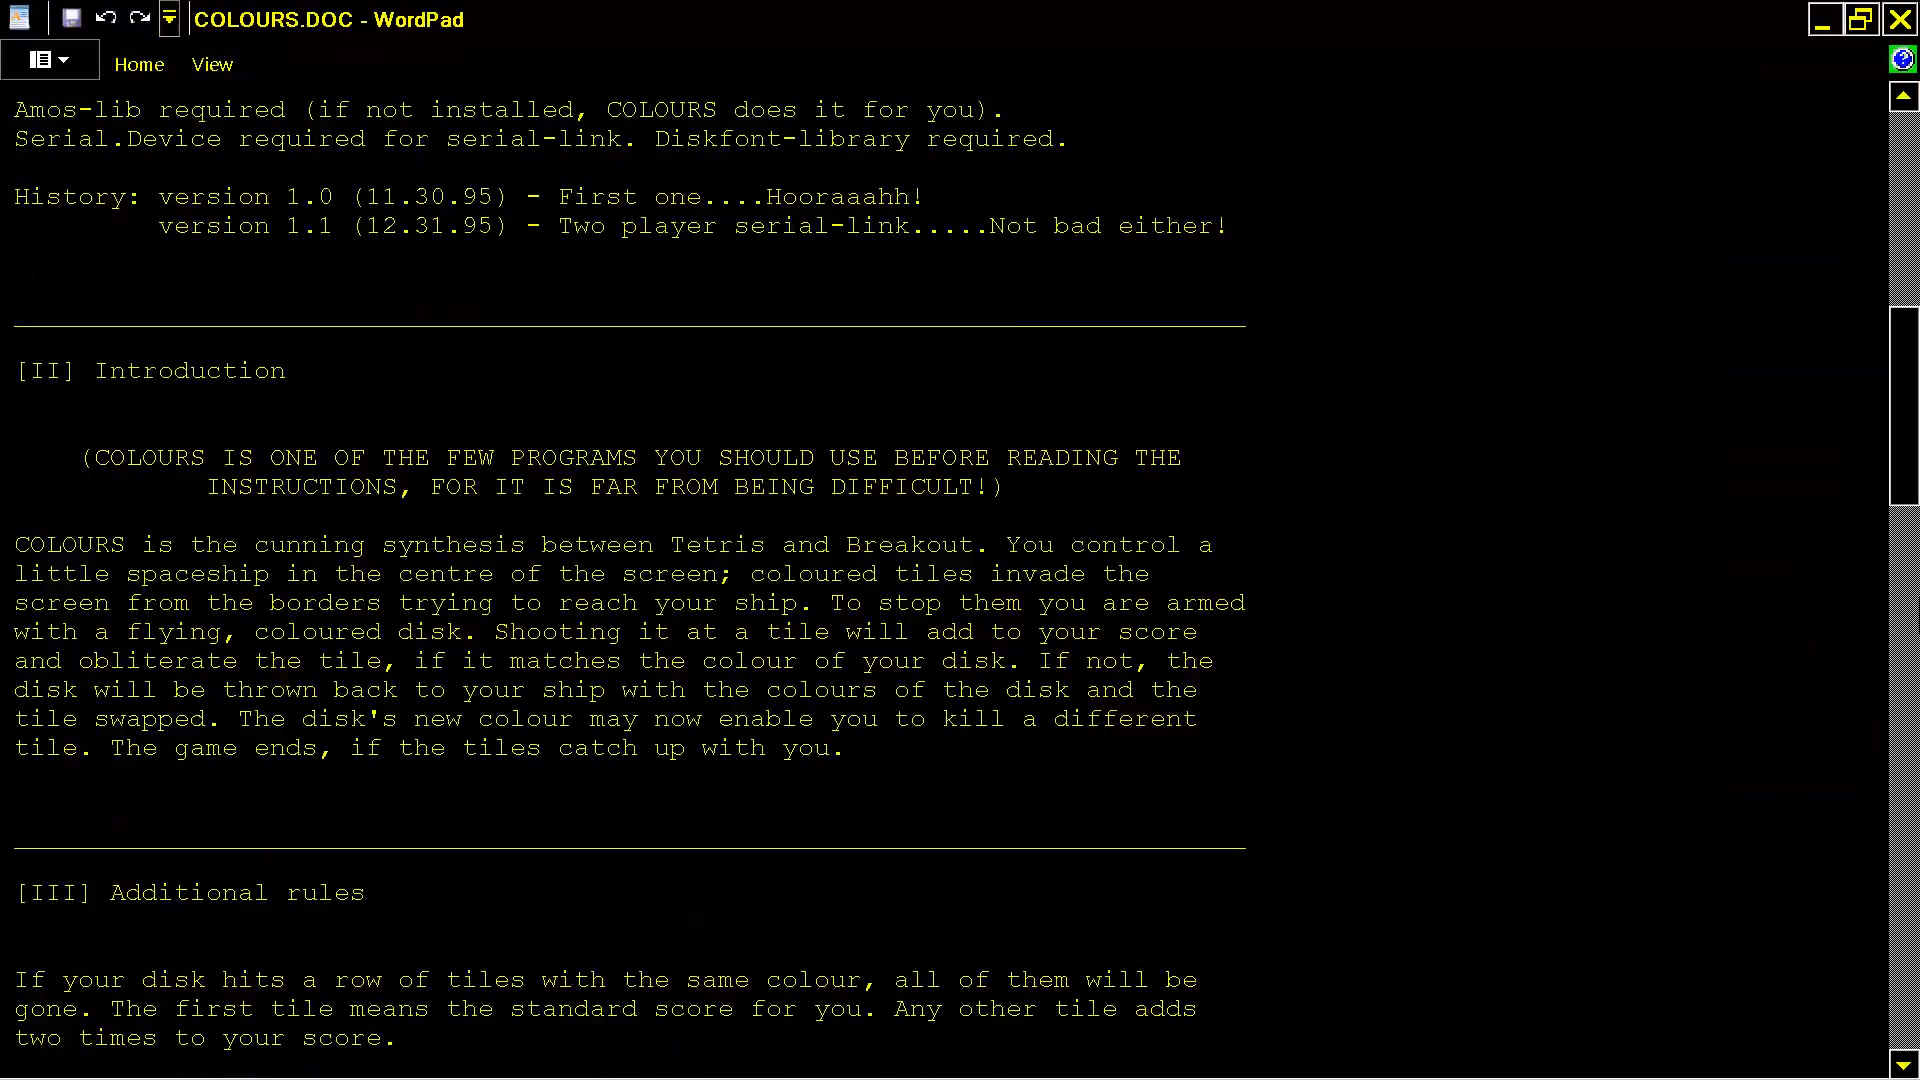 COLOURS.DOC - WordPad
Home View
Amos-lib required (if not installed, COLOURS does it for you).
Serial.Device required for serial-link. Diskfont-library required.
History: version 1.0 (11.30.95) - First one....Hooraaahh!
version 1.1 (12.31.95) - Two player serial-link.....Not bad either!
[II] Introduction
(COLOURS IS ONE OF THE FEW PROGRAMS YOU SHOULD USE BEFORE READING THE
INSTRUCTIONS, FOR IT IS FAR FROM BEING DIFFICULT!)
COLOURS is the cunning synthesis between Tetris and Breakout. You control a
little spaceship in the centre of the screen; coloured tiles invade the
screen from the borders trying to reach your ship. To stop them you are armed
with a flying, coloured disk. Shooting it at a tile will add to your score
and obliterate the tile, if it matches the colour of your disk. If not, the
disk will be thrown back to your ship with the colours of the disk and the
tile swapped. The disk's new colour may now enable you to kill a different
tile. The game ends, if the tiles catch up with you.
[III] Additional rules
If your disk hits a row of tiles with the same colour, all of them will be
gone. The first tile means the standard score for you. Any other tile adds
two times to your score.